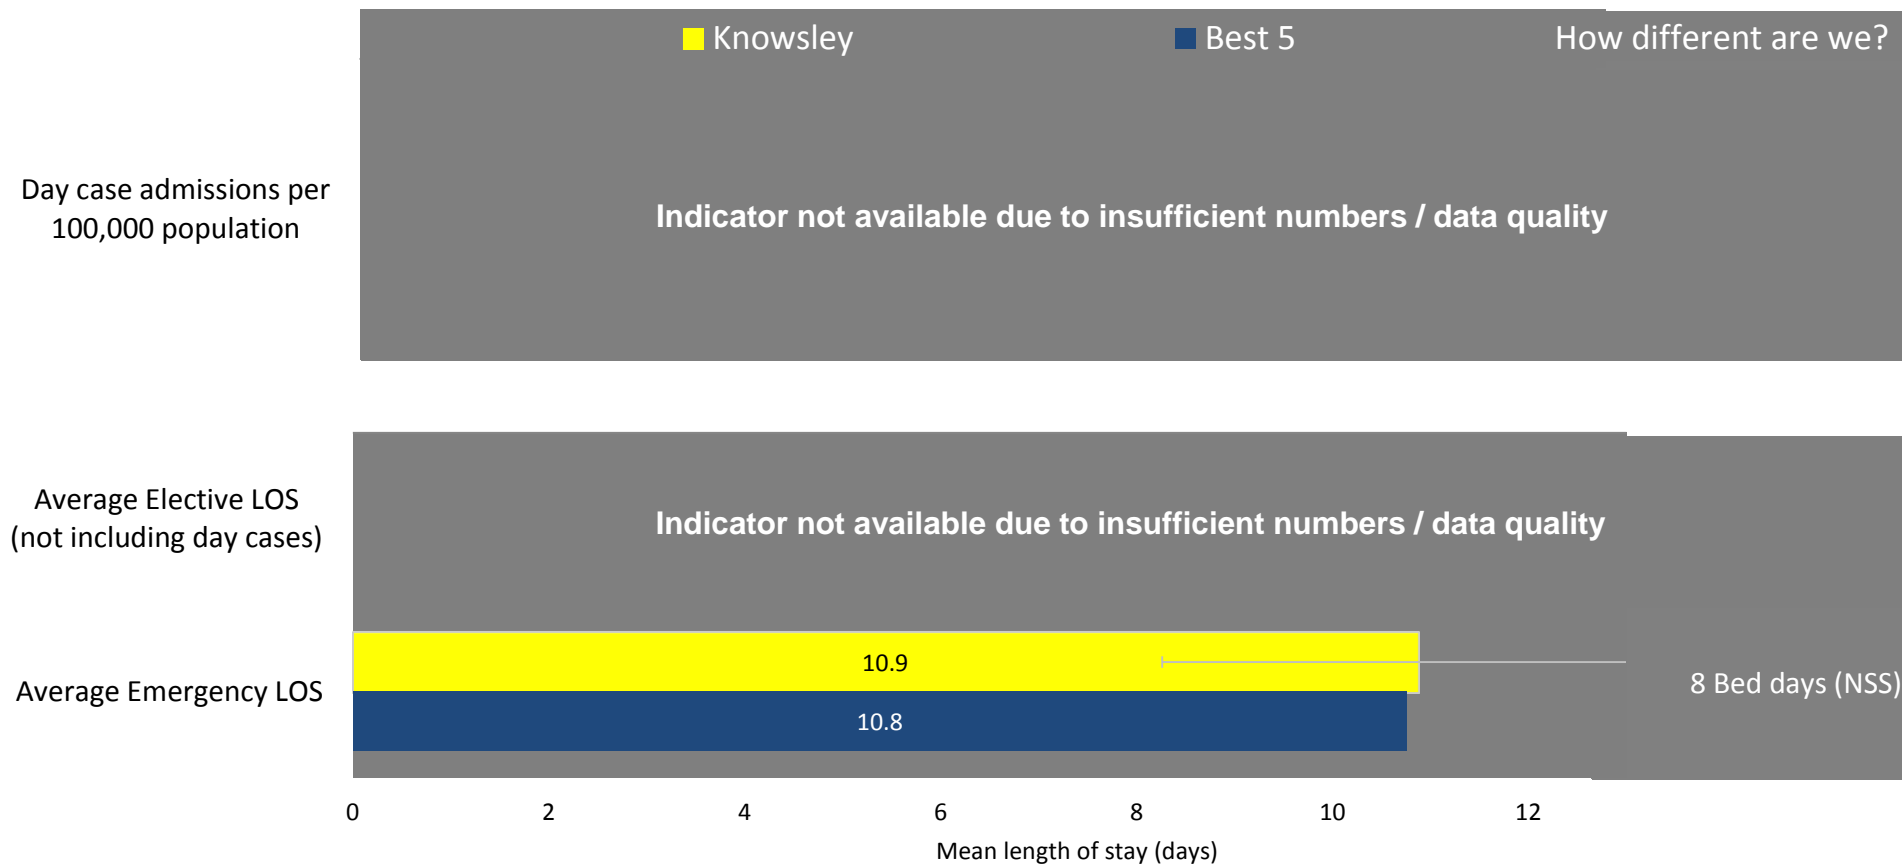 Knowsley Best 5 How different are we?
Day case admissions per
100,000 population
Indicator not available due to insufficient numbers / data quality
Average Elective LOS
(not including day cases)
Indicator not available due to insufficient numbers / data quality
Average Emergency LOS
10.9
10.8
8 Bed days (NSS)
0 2 4 6 8 10 12
Mean length of stay (days)